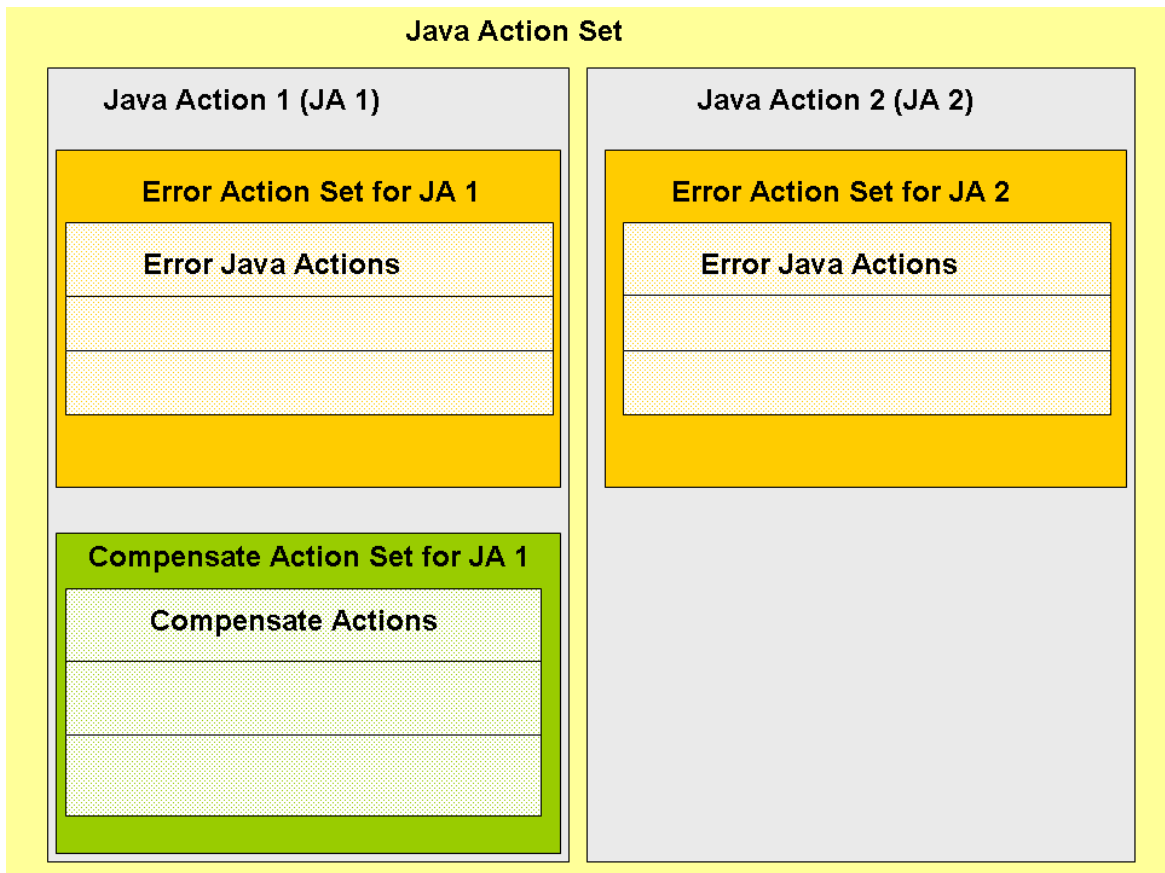 Java Action Set
Java Action 1 (JA 1)
Java Action 2 (JA 2)
Error Action Set for JA 1
Error Action Set for JA 2
Error Java Actions
Error Java Actions
Compensate Action Set for JA 1
Compensate Actions